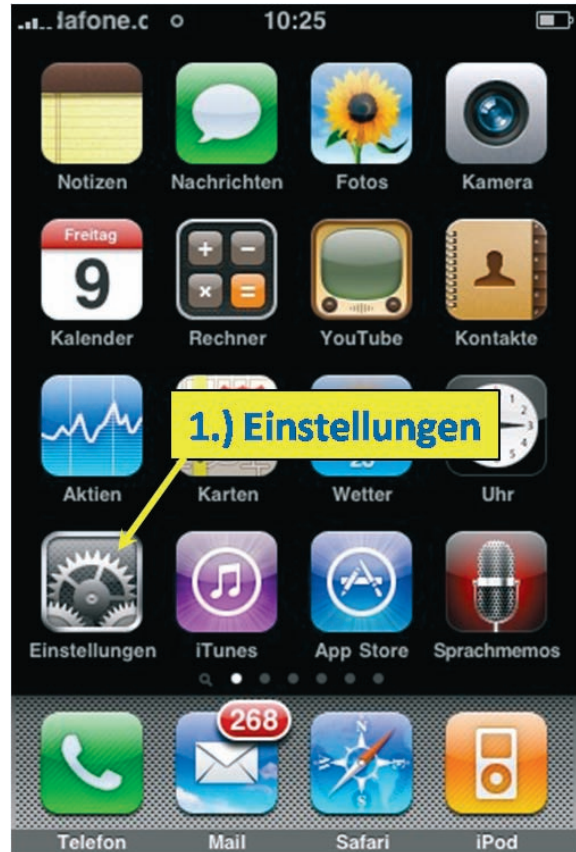 10:25
Notizen Nachrichten Fotos Kamera
Freitag
9
Kalender Rechner YouTube Kontakte
1.) Einstellungen
Aktien Karten Wetter Uhr
Einstellungen iTunes App Store Sprachmemos
268
Telefon Mail Safari iPod